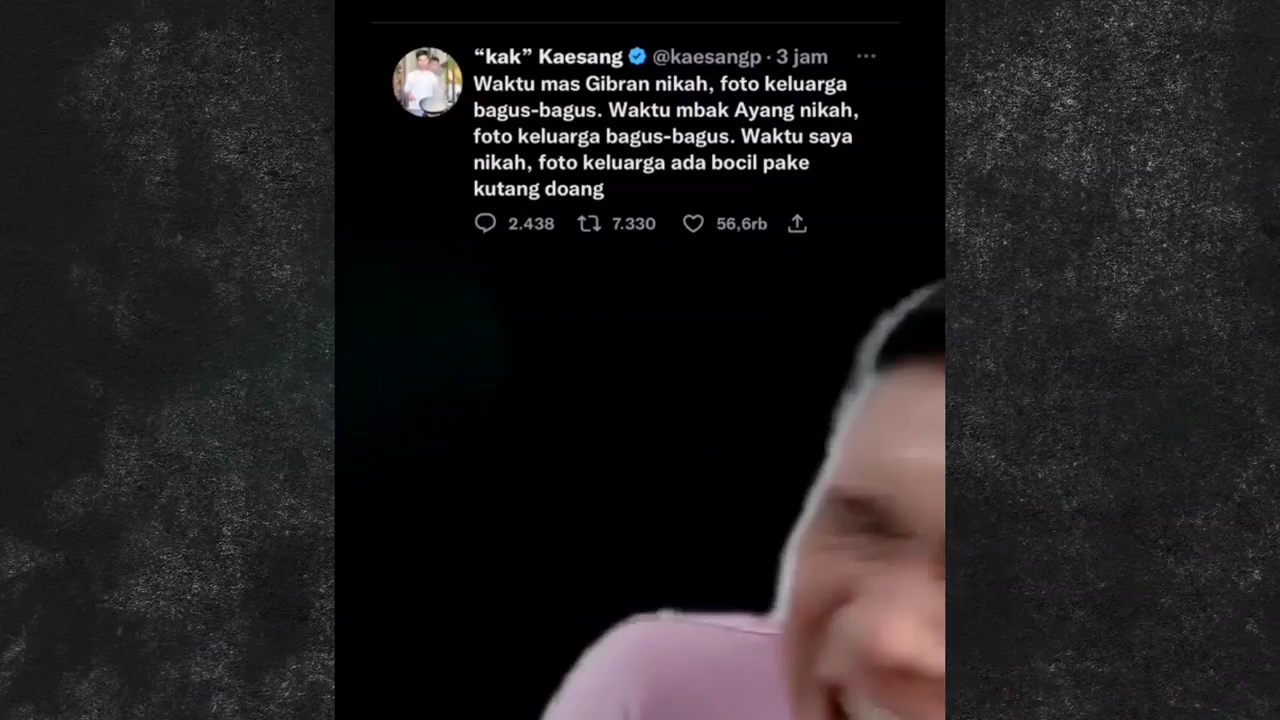 “kak” Kaesang @kaesangp · 3 jam
Waktu mas Gibran nikah, foto keluarga
bagus-bagus. Waktu mbak Ayang nikah,
foto keluarga bagus-bagus. Waktu saya
nikah, foto keluarga ada bocil pake
kutang doang
2.438 7.330 56,6rb